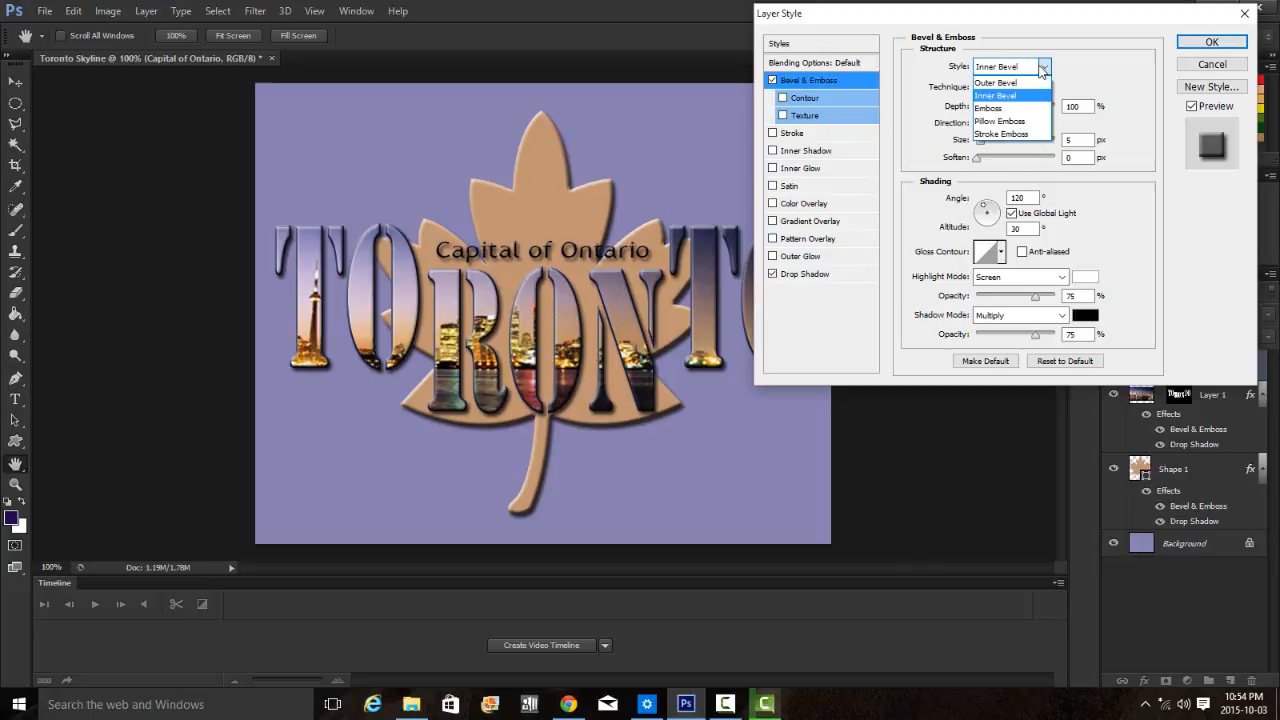 Ps File Edit Image Layer Type Select Filter 3D View Window Help
Scroll All Windows 100% Fit Screen Fill Screen
Toronto Skyline @ 100% (Capital of Ontario, RGB/8) * ×
Capital of Ontario
TORONTO
Layer Style
Styles
Blending Options: Default
Bevel & Emboss
Contour
Texture
Stroke
Inner Shadow
Inner Glow
Satin
Color Overlay
Gradient Overlay
Pattern Overlay
Outer Glow
Drop Shadow
Bevel & Emboss
Structure
Style: Inner Bevel
Outer Bevel
Inner Bevel
Emboss
Pillow Emboss
Stroke Emboss
Technique:
Depth: 100 %
Direction:
Size: 5 px
Soften: 0 px
Shading
Angle: 120 °
Use Global Light
Altitude: 30 °
Gloss Contour: Anti-aliased
Highlight Mode: Screen
Opacity: 75 %
Shadow Mode: Multiply
Opacity: 75 %
Make Default Reset to Default
OK
Cancel
New Style...
Preview
Layer 1 fx
Effects
Bevel & Emboss
Drop Shadow
Shape 1 fx
Effects
Bevel & Emboss
Drop Shadow
Background
100% Doc: 1.19M/1.78M
Timeline
Create Video Timeline
Search the web and Windows
10:54 PM
2015-10-03